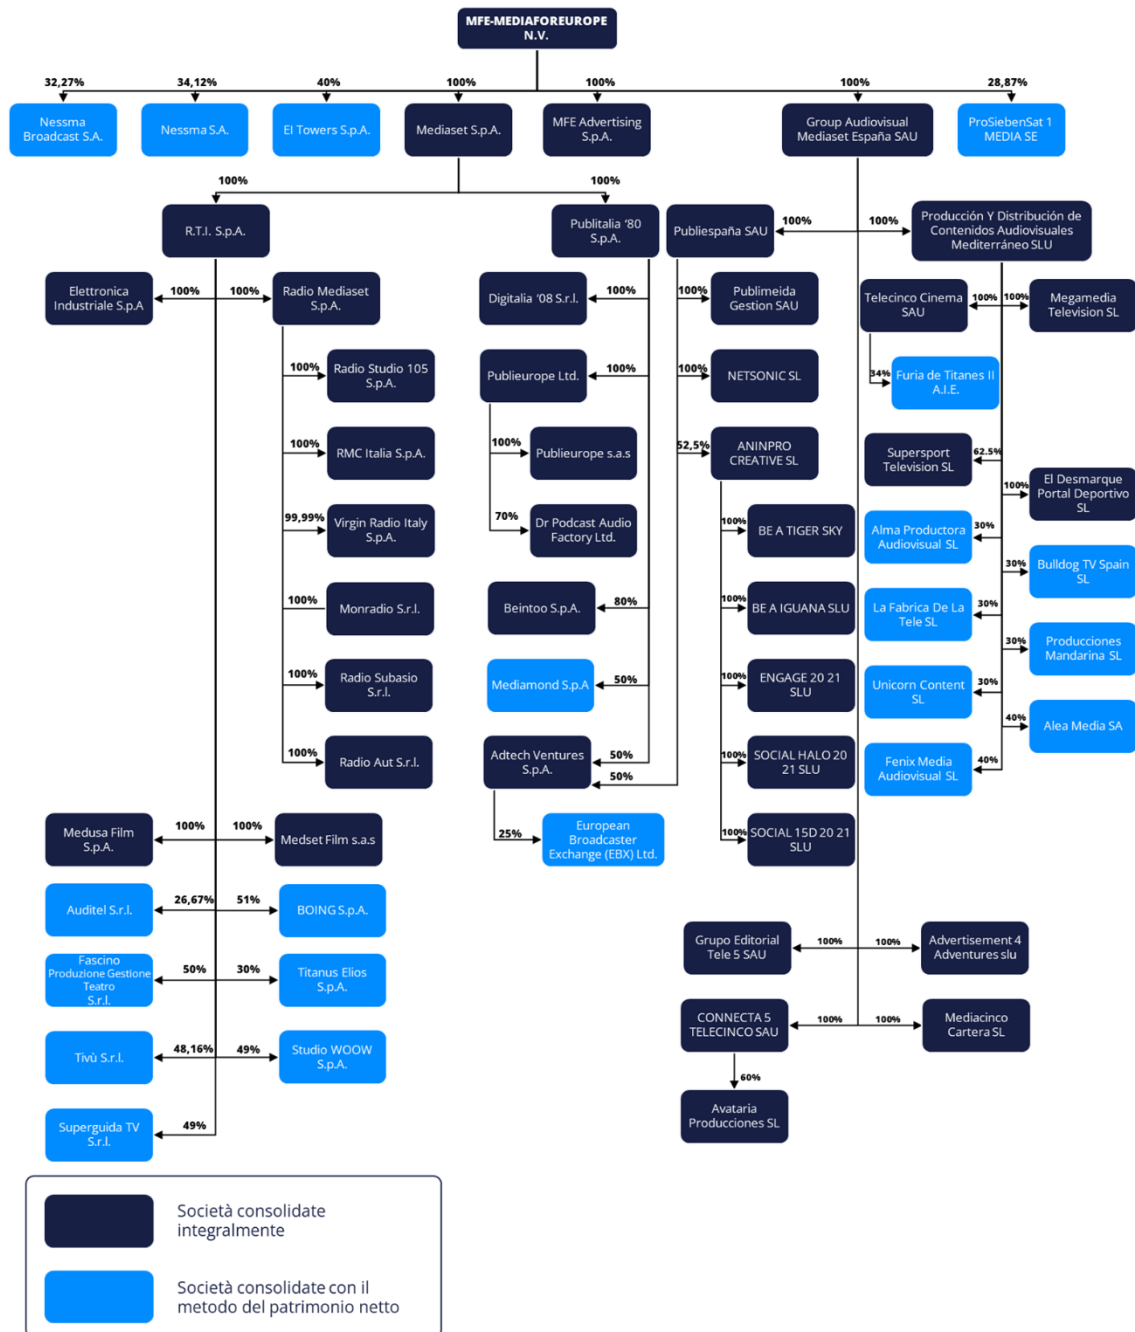 MFE-MEDIAFOREUROPE
N.V.
32,27%
34,12%
40%
100%
100%
100%
28,87%
Nessma
Broadcast S.A.
Nessma S.A.
EI Towers S.p.A.
Mediaset S.p.A.
MFE Advertising
S.p.A.
Group Audiovisual
Mediaset España SAU
ProSiebenSat 1
MEDIA SE
100%
100%
R.T.I. S.p.A.
Publitalia ‘80
S.p.A.
Publiespaña SAU
100%
100%
Producción Y Distribución de
Contenidos Audiovisuales
Mediterráneo SLU
Elettronica
Industriale S.p.A
100%
100%
Radio Mediaset
S.p.A.
Digitalia ‘08 S.r.l.
100%
100%
Publimeida
Gestion SAU
Telecinco Cinema
SAU
100%
100%
Megamedia
Television SL
100%
Radio Studio 105
S.p.A.
Publieurope Ltd.
100%
100%
NETSONIC SL
34%
Furia de Titanes II
A.I.E.
100%
RMC Italia S.p.A.
100%
Publieurope s.a.s
52,5%
ANINPRO
CREATIVE SL
Supersport
Television SL
62.5%
100%
El Desmarque
Portal Deportivo
SL
99,99%
Virgin Radio Italy
S.p.A.
70%
Dr Podcast Audio
Factory Ltd.
100%
BE A TIGER SKY
Alma Productora
Audiovisual SL
30%
30%
Bulldog TV Spain
SL
100%
Monradio S.r.l.
Beintoo S.p.A.
80%
100%
BE A IGUANA SLU
La Fabrica De La
Tele SL
30%
30%
Producciones
Mandarina SL
100%
Radio Subasio
S.r.l.
Mediamond S.p.A
50%
100%
ENGAGE 20 21
SLU
Unicorn Content
SL
30%
40%
Alea Media SA
100%
Radio Aut S.r.l.
Adtech Ventures
S.p.A.
50%
50%
100%
SOCIAL HALO 20
21 SLU
Fenix Media
Audiovisual SL
40%
Medusa Film
S.p.A.
100%
100%
Medset Film s.a.s
25%
European
Broadcaster
Exchange (EBX) Ltd.
100%
SOCIAL 15D 20 21
SLU
Auditel S.r.l.
26,67%
51%
BOING S.p.A.
Grupo Editorial
Tele 5 SAU
100%
100%
Advertisement 4
Adventures slu
Fascino
Produzione Gestione
Teatro
S.r.l.
50%
30%
Titanus Elios
S.p.A.
CONNECTA 5
TELECINCO SAU
100%
100%
Mediacinco
Cartera SL
Tivù S.r.l.
48,16%
49%
Studio WOOW
S.p.A.
60%
Avataria
Producciones SL
Superguida TV
S.r.l.
49%
Società consolidate
integralmente
Società consolidate con il
metodo del patrimonio netto